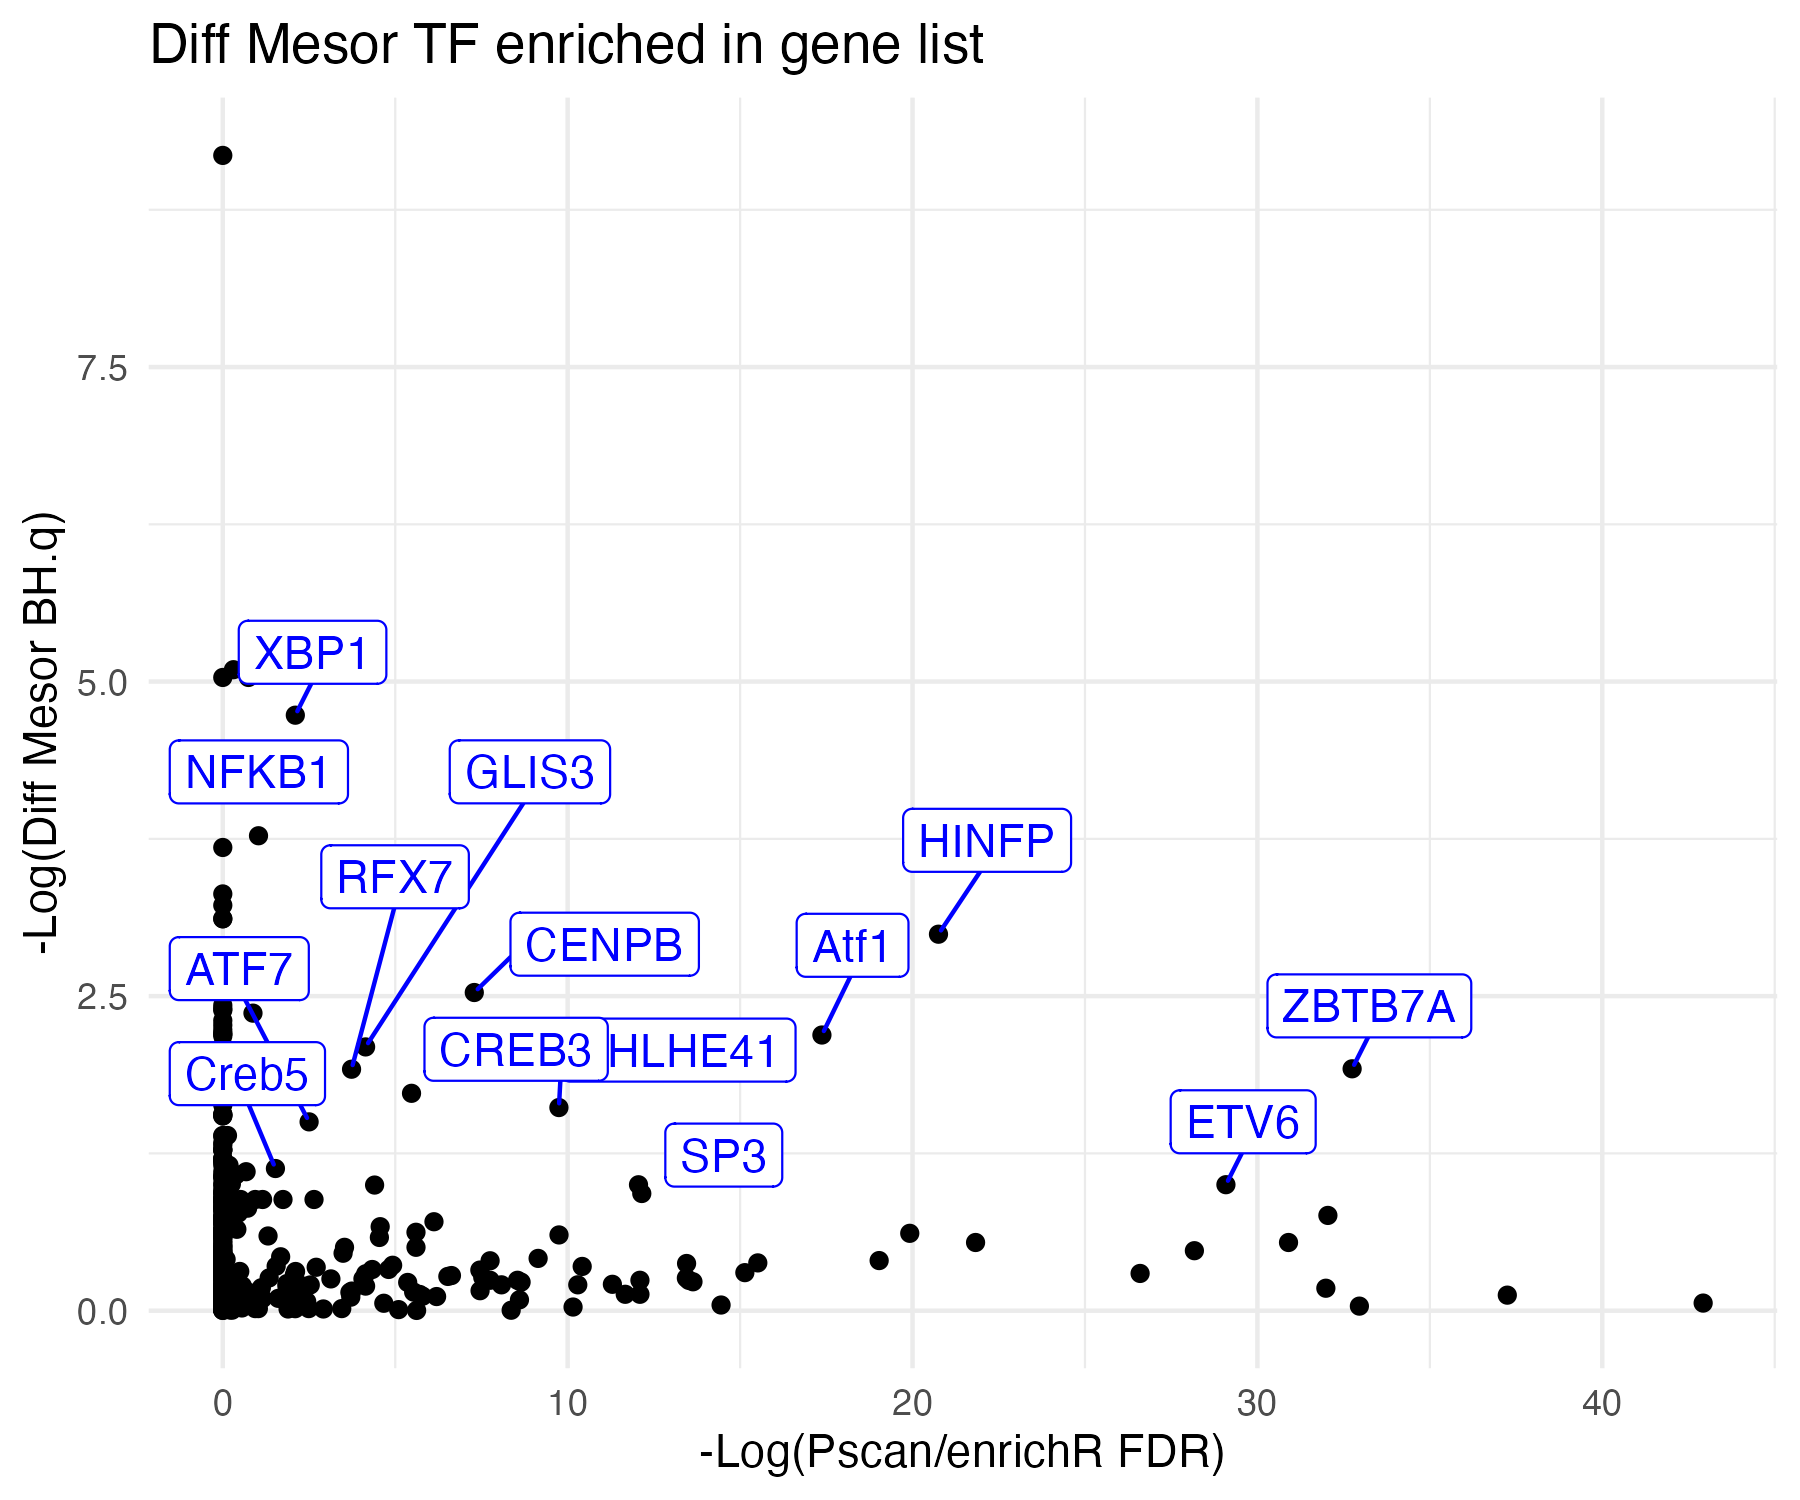 Diff Mesor TF enriched in gene list
-Log(Diff Mesor BH.q)
7.5
5.0
2.5
0.0
XBP1
NFKB1
GLIS3
HINFP
RFX7
CENPB
Atf1
ATF7
ZBTB7A
CREB3
HLHE41
Creb5
ETV6
SP3
0
10
20
30
40
-Log(Pscan/enrichR FDR)